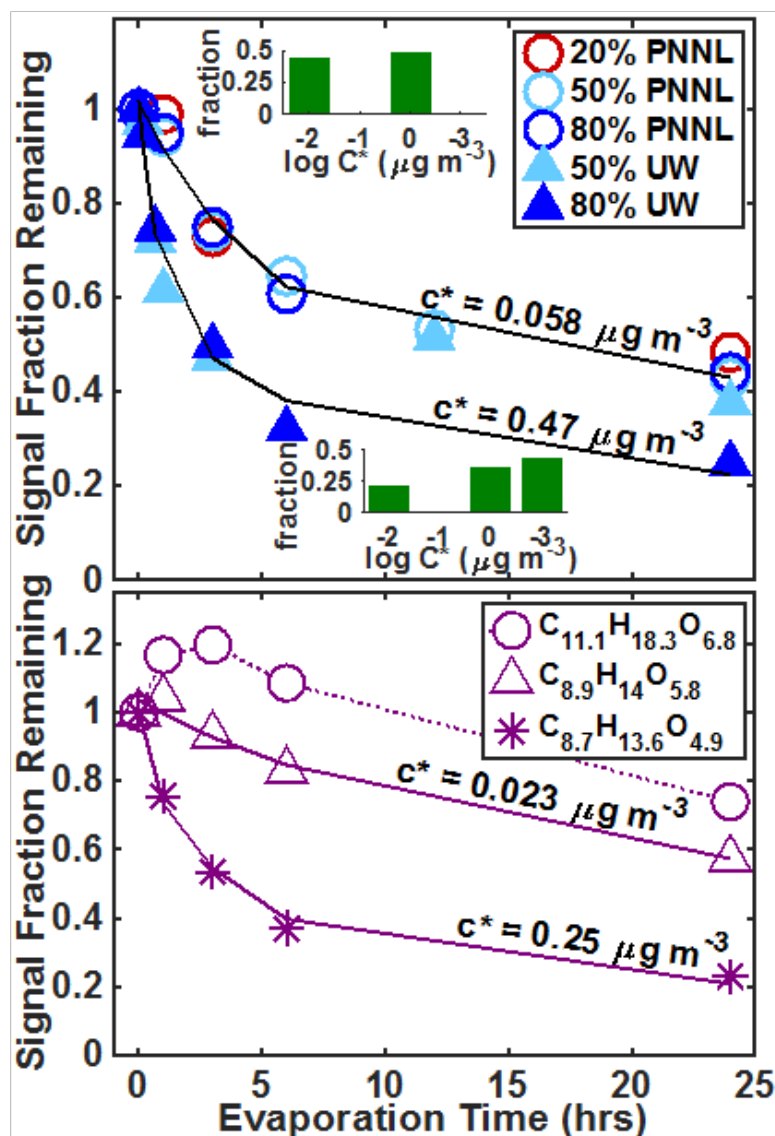 Signal Fraction Remaining
1
0.8
0.6
0.4
0.2
0
fraction
0.5
0.25
0
-2 -1 0 -3
log C* (μg m⁻³)
20% PNNL
50% PNNL
80% PNNL
50% UW
80% UW
c* = 0.058 μg m⁻³
c* = 0.47 μg m⁻³
fraction
0.5
0.25
0
-2 -1 0 -3
log C* (μg m⁻³)
Signal Fraction Remaining
1.2
1
0.8
0.6
0.4
0.2
0
C₁₁.₁H₁₈.₃O₆.₈
C₈.₉H₁₄O₅.₈
C₈.₇H₁₃.₆O₄.₉
c* = 0.023 μg m⁻³
c* = 0.25 μg m⁻³
0 5 10 15 20 25
Evaporation Time (hrs)